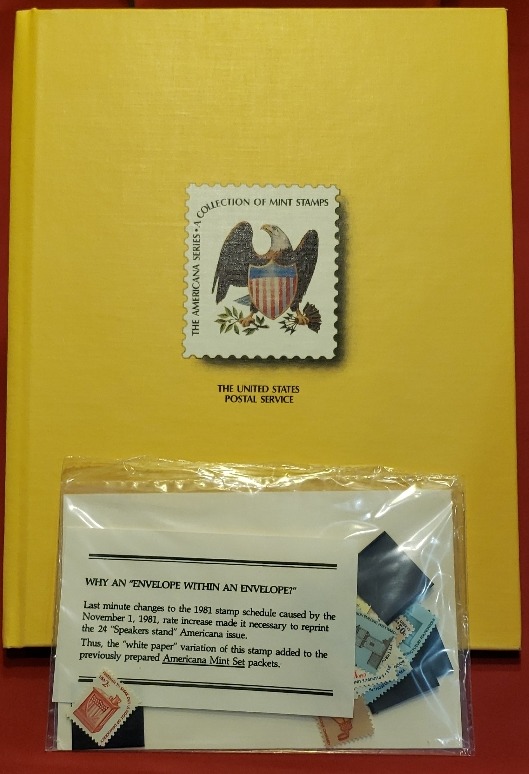 THE AMERICANA SERIES • A COLLECTION OF MINT STAMPS
THE UNITED STATES
POSTAL SERVICE
WHY AN "ENVELOPE WITHIN AN ENVELOPE?"
Last minute changes to the 1981 stamp schedule caused by the
November 1, 1981, rate increase made it necessary to reprint
the 24 "Speakers stand" Americana issue.
Thus, the "white paper" variation of this stamp added to the
previously prepared Americana Mint Set packets.